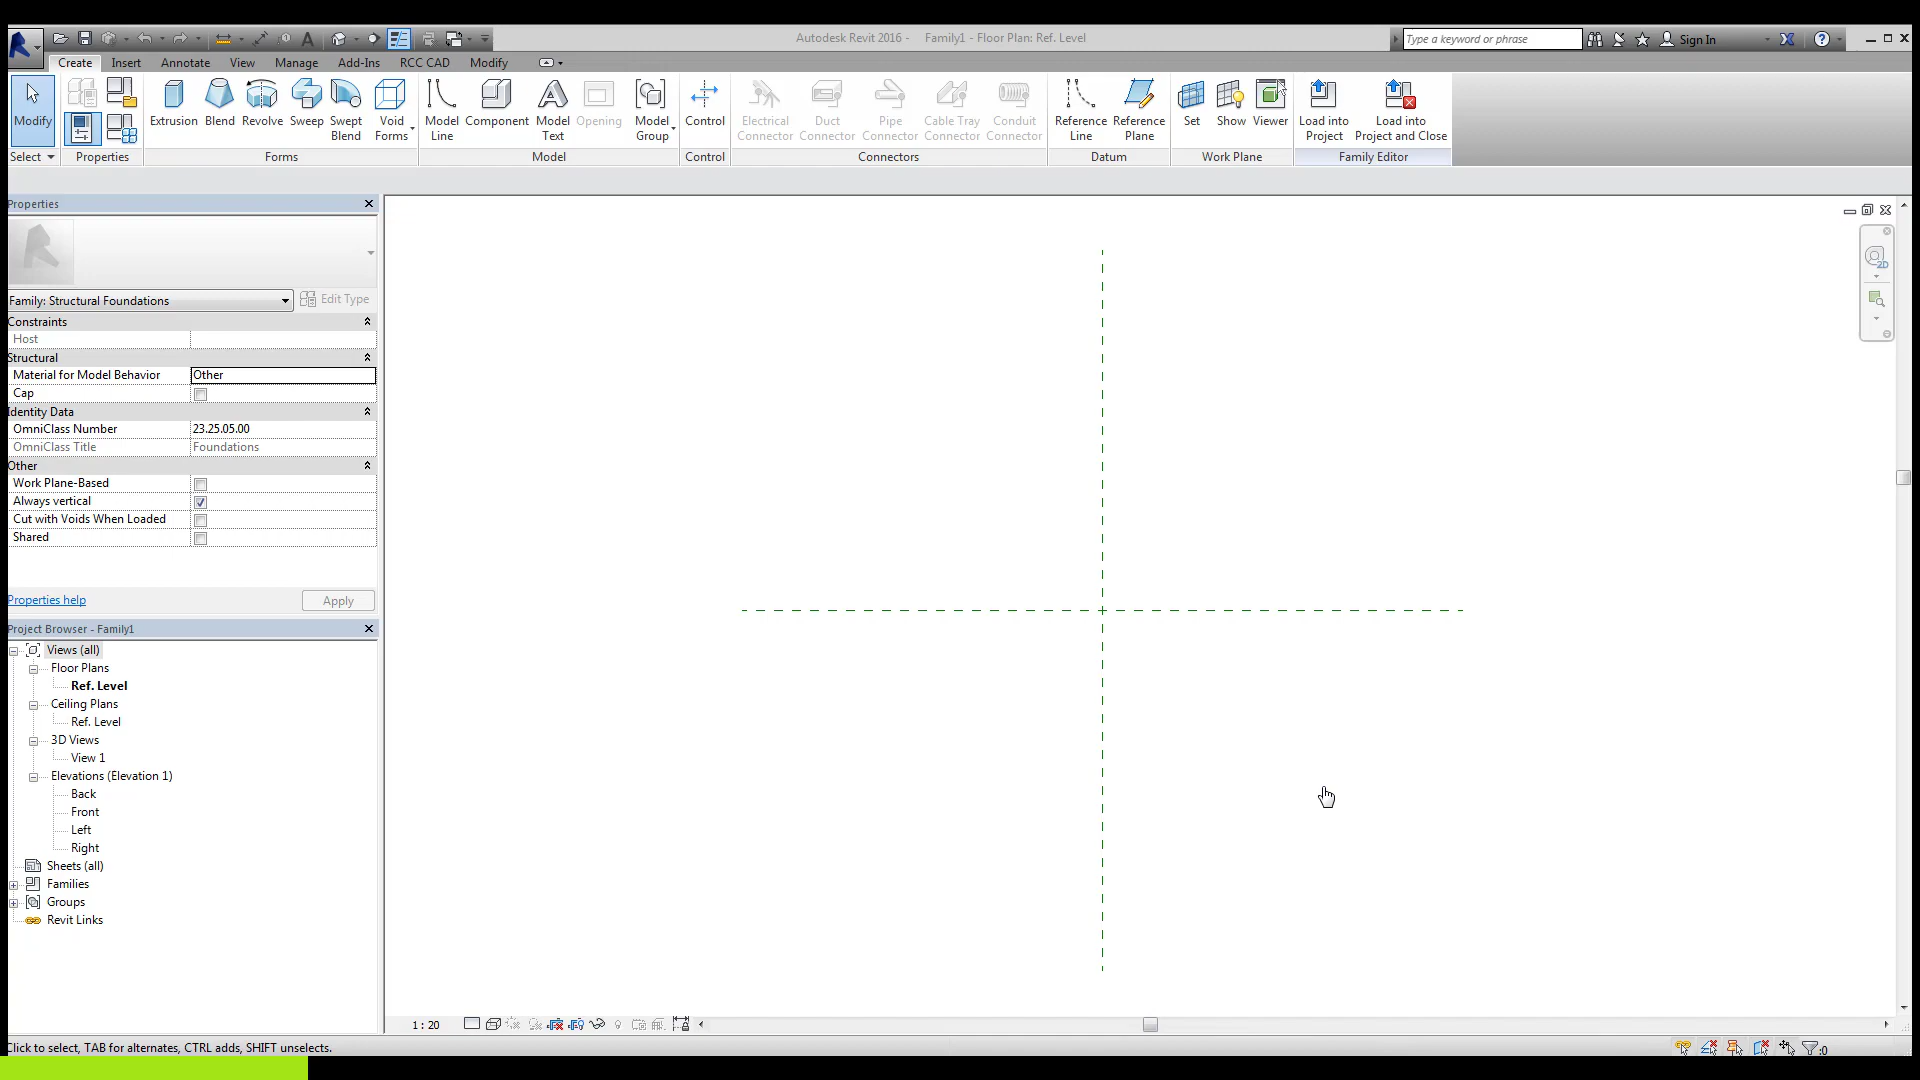 Autodesk Revit 2016 - Family1 - Floor Plan: Ref. Level
Type a keyword or phrase
Sign In
Create Insert Annotate View Manage Add-Ins RCC CAD Modify
Modify
Extrusion Blend Revolve Sweep Swept Blend Void Forms
Model Line Component Model Text Opening Model Group
Control
Electrical Connector Duct Connector Pipe Connector Cable Tray Connector Conduit Connector
Reference Line Reference Plane
Set Show Viewer
Load into Project Load into Project and Close
Select Properties Forms Model Control Connectors Datum Work Plane Family Editor
Properties
Family: Structural Foundations Edit Type
Constraints
Host
Structural
Material for Model Behavior Other
Cap
Identity Data
OmniClass Number 23.25.05.00
OmniClass Title Foundations
Other
Work Plane-Based
Always vertical
Cut with Voids When Loaded
Shared
Properties help Apply
Project Browser - Family1
Views (all)
Floor Plans
Ref. Level
Ceiling Plans
Ref. Level
3D Views
View 1
Elevations (Elevation 1)
Back
Front
Left
Right
Sheets (all)
Families
Groups
Revit Links
2D
1 : 20
Click to select, TAB for alternates, CTRL adds, SHIFT unselects.
:0